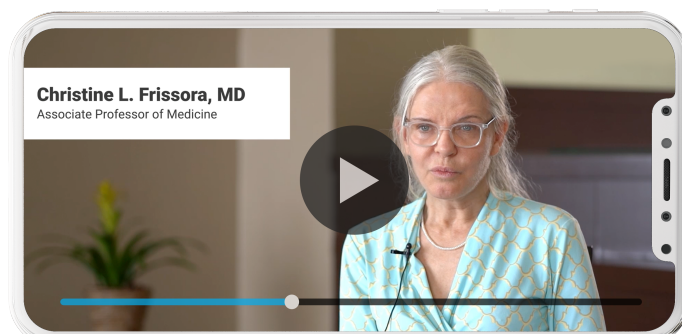 Christine L. Frissora, MD
Associate Professor of Medicine